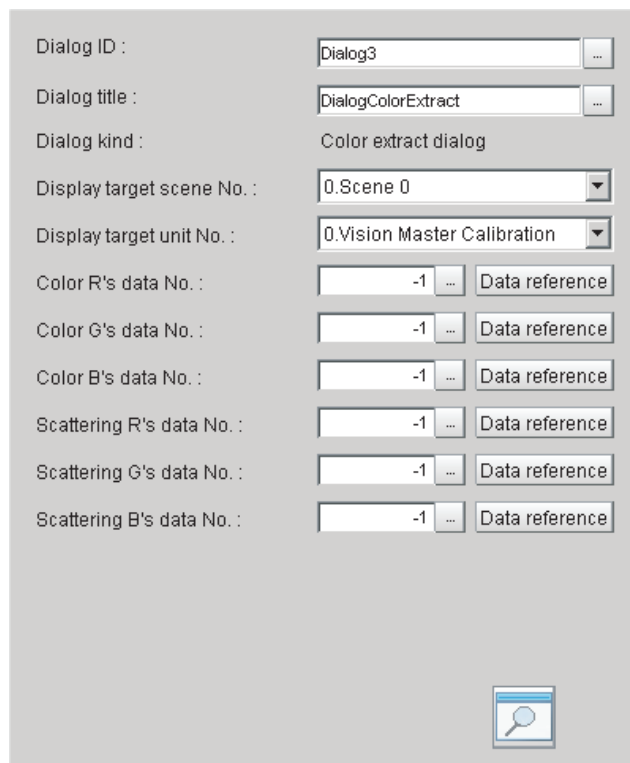 Dialog ID : Dialog3 ...
Dialog title : DialogColorExtract ...
Dialog kind : Color extract dialog
Display target scene No. : 0.Scene 0
Display target unit No. : 0.Vision Master Calibration
Color R's data No. : -1 ... Data reference
Color G's data No. : -1 ... Data reference
Color B's data No. : -1 ... Data reference
Scattering R's data No. : -1 ... Data reference
Scattering G's data No. : -1 ... Data reference
Scattering B's data No. : -1 ... Data reference